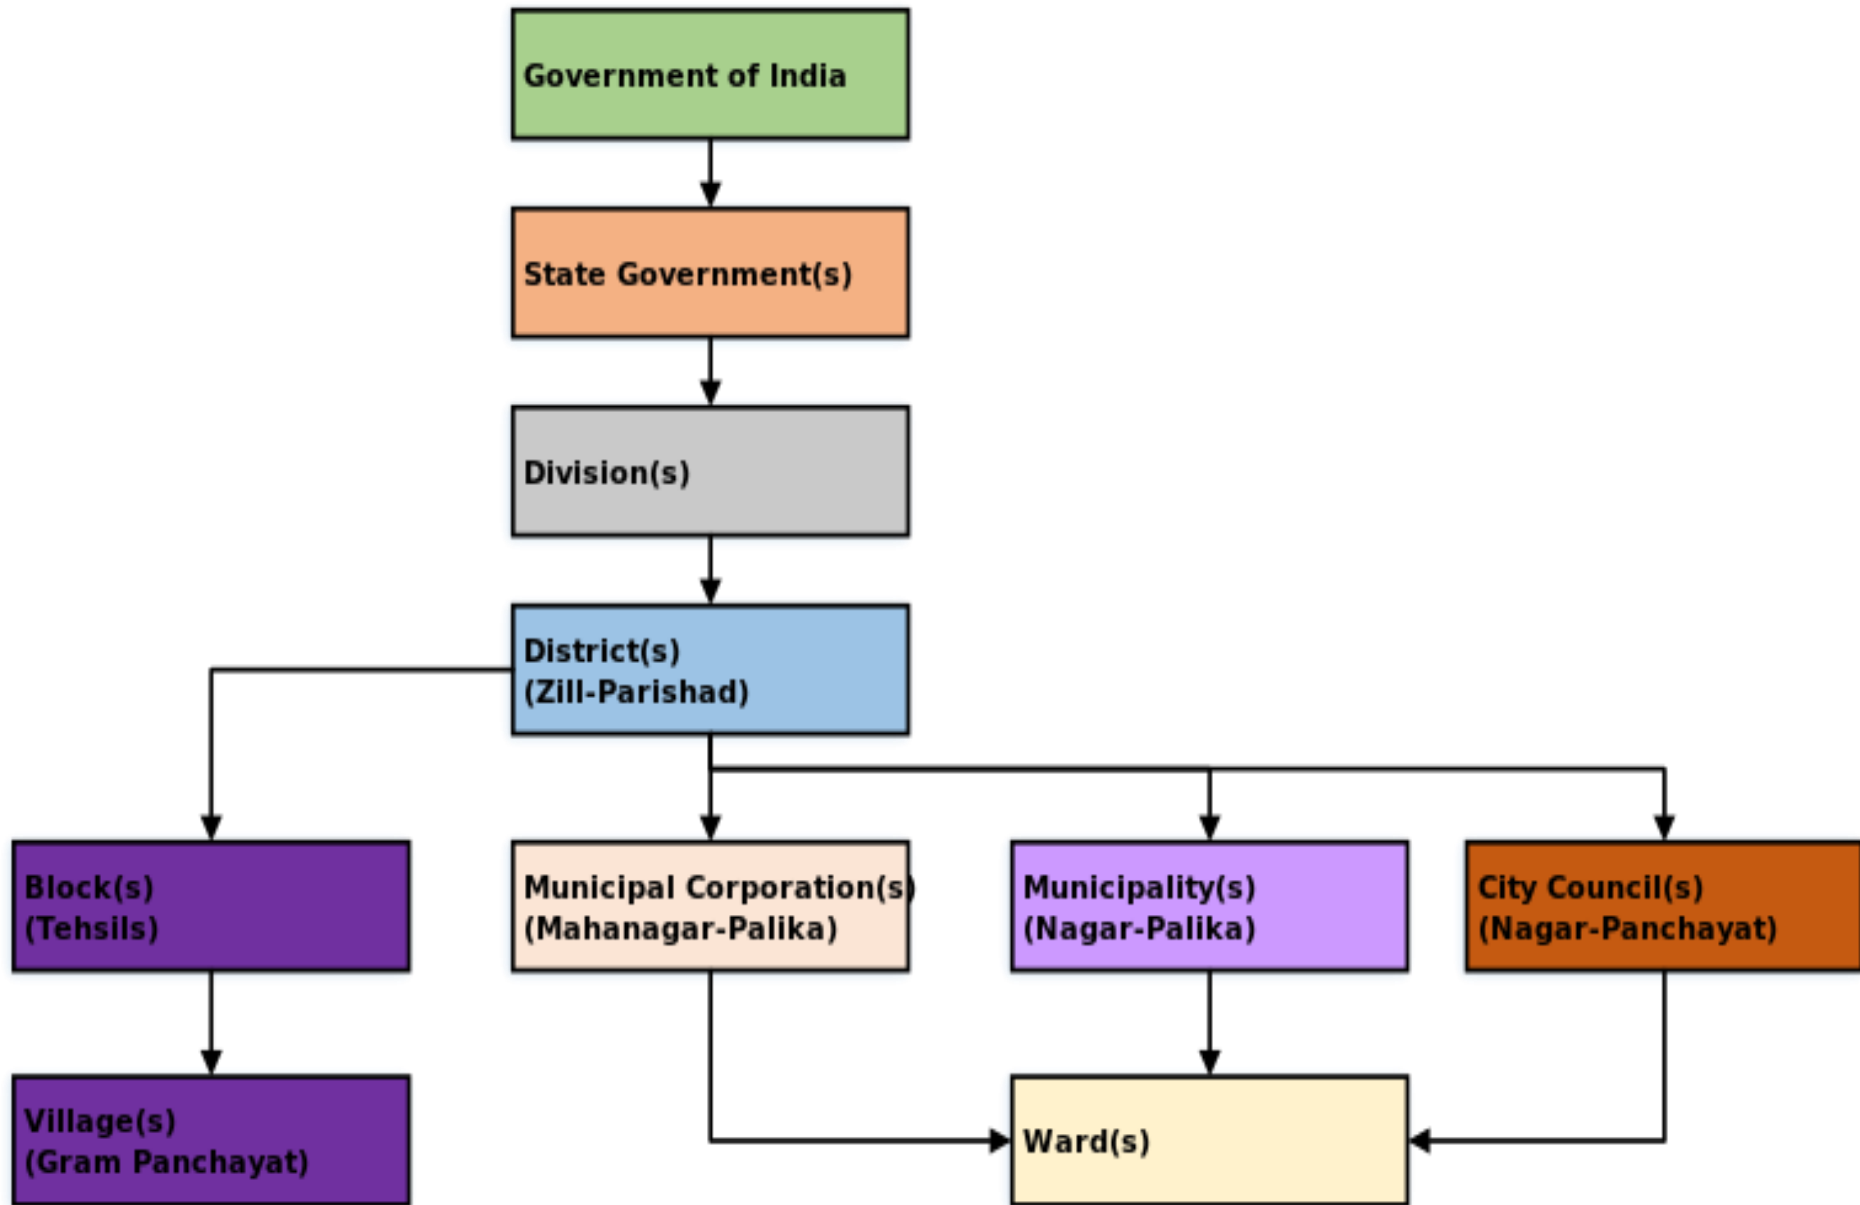 Government of India
State Government(s)
Division(s)
District(s)
(Zill-Parishad)
Block(s)
(Tehsils)
Municipal Corporation(s)
(Mahanagar-Palika)
Municipality(s)
(Nagar-Palika)
City Council(s)
(Nagar-Panchayat)
Village(s)
(Gram Panchayat)
Ward(s)